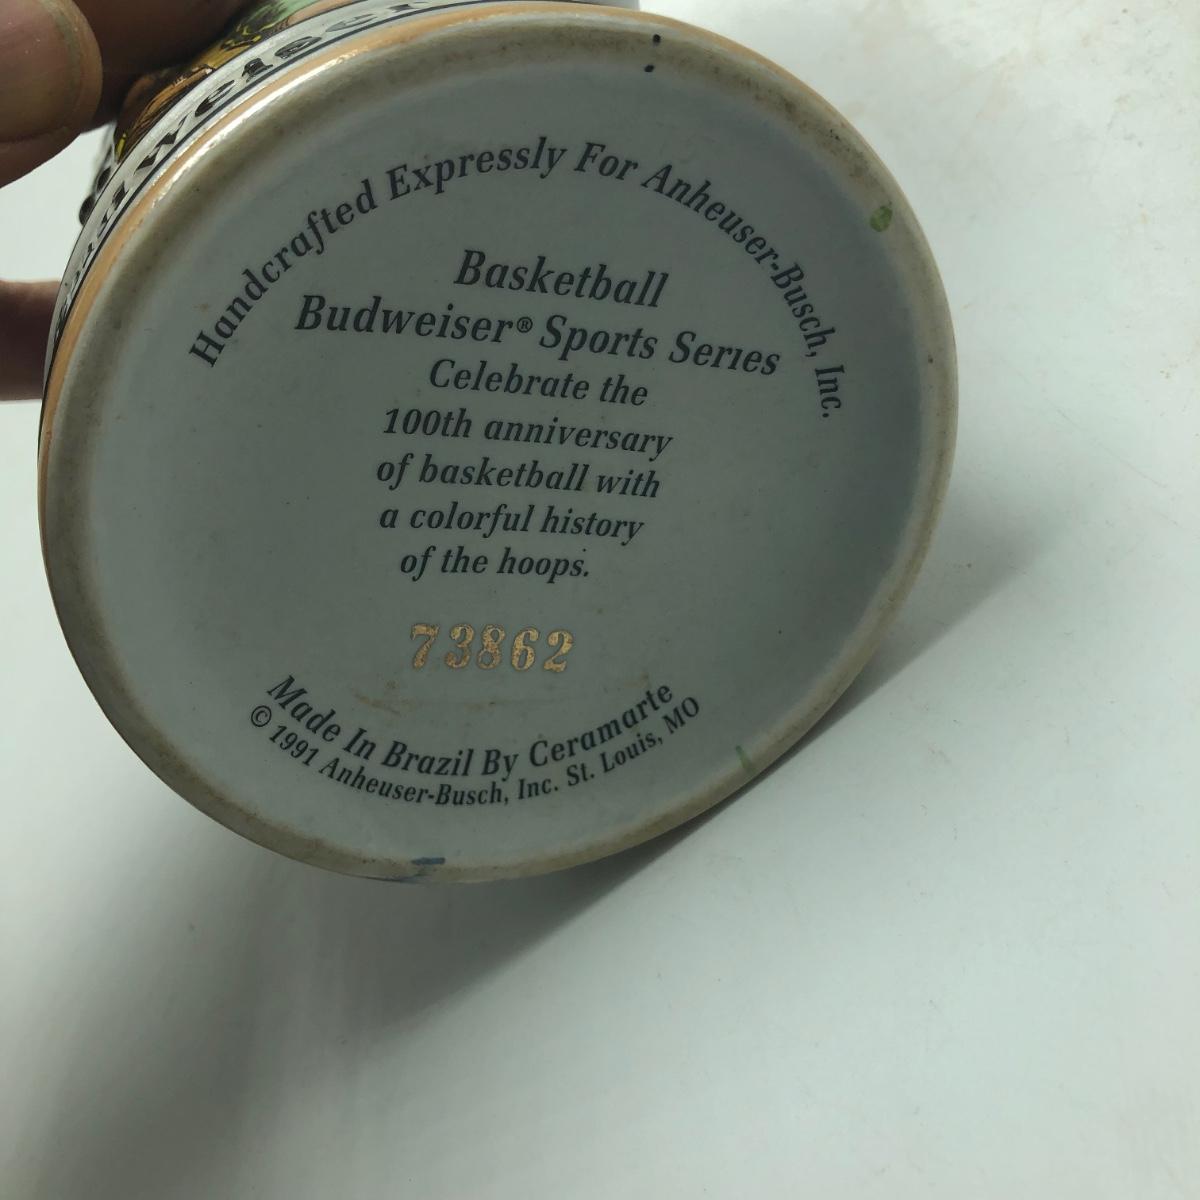 Budweiser
Handcrafted Expressly For Anheuser-Busch, Inc.
Basketball
Budweiser® Sports Series
Celebrate the
100th anniversary
of basketball with
a colorful history
of the hoops.
73862
Made In Brazil By Ceramarte
© 1991 Anheuser-Busch, Inc. St. Louis, MO